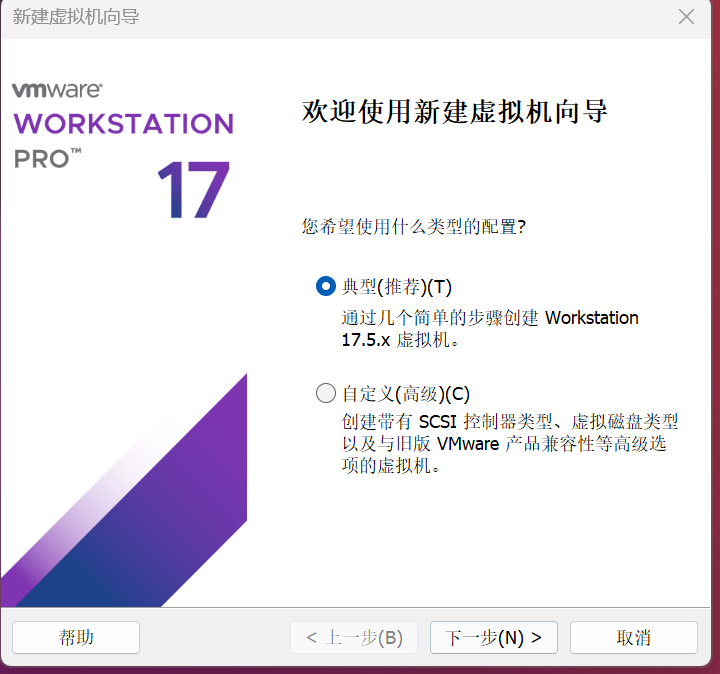 新建虚拟机向导
vmware®
WORKSTATION
PRO™
17
欢迎使用新建虚拟机向导
您希望使用什么类型的配置?
典型(推荐)(T)
通过几个简单的步骤创建 Workstation
17.5.x 虚拟机。
自定义(高级)(C)
创建带有 SCSI 控制器类型、虚拟磁盘类型
以及与旧版 VMware 产品兼容性等高级选
项的虚拟机。
帮助
< 上一步(B)
下一步(N) >
取消